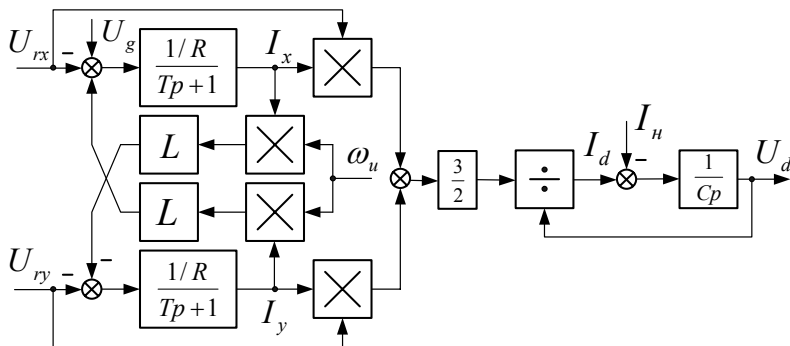 U_g
U_rx
−
1/R
Tp+1
I_x
×
I_н
L
×
ω_u
3
2
÷
I_d
−
1
Cp
U_d
L
×
U_ry
−
−
1/R
Tp+1
I_y
×